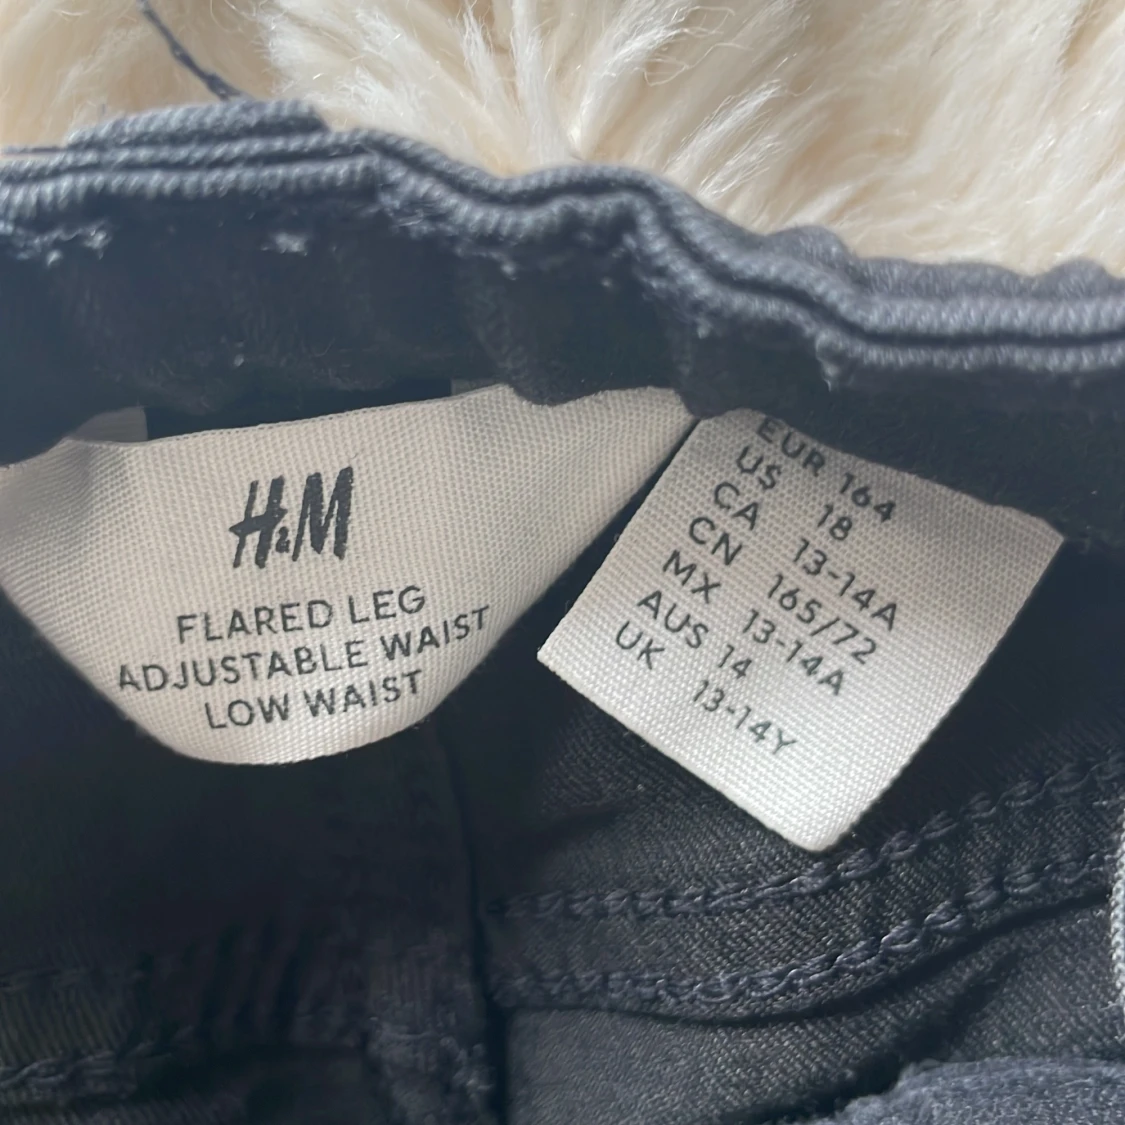 H&M
FLARED LEG
ADJUSTABLE WAIST
LOW WAIST
EUR 164
US 18
CA 13-14A
CN 165/72
MX 13-14A
AUS 14
UK 13-14Y